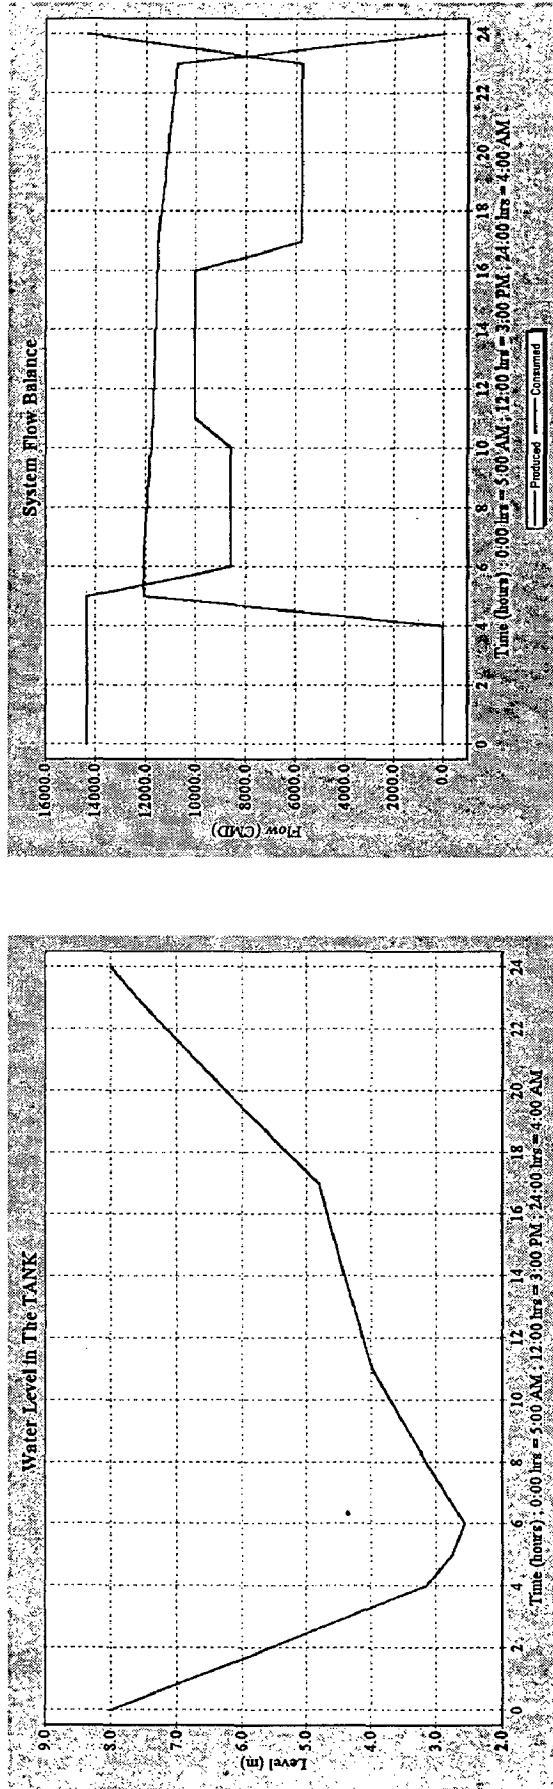 Water Level in The TANK
9.0
8.0
7.0
6.0
5.0
4.0
3.0
2.0
Level (m)
0 2 4 6 8 10 12 14 16 18 20 22 24
Time (hours) ; 0:00 hrs = 5:00 AM ; 12:00 hrs = 3:00 PM ; 24:00 hrs = 4:00 AM
System Flow Balance
16000.0
14000.0
12000.0
10000.0
8000.0
6000.0
4000.0
2000.0
0.0
Flow (CMD)
0 2 4 6 8 10 12 14 16 18 20 22 24
Time (hours) ; 0:00 hrs = 5:00 AM ; 12:00 hrs = 3:00 PM ; 24:00 hrs = 4:00 AM
Produced Consumed